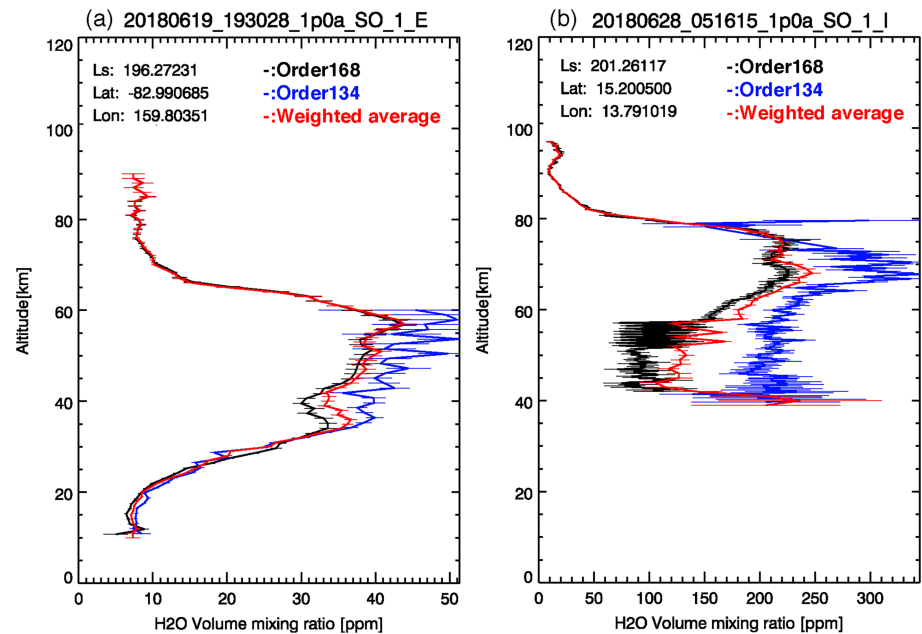 (a) 20180619_193028_1p0a_SO_1_E
Ls: 196.27231
Lat: -82.990685
Lon: 159.80351
-:Order168
-:Order134
-:Weighted average
Altitude[km]
120
100
80
60
40
20
0
0 10 20 30 40 50
H2O Volume mixing ratio [ppm]
(b) 20180628_051615_1p0a_SO_1_I
Ls: 201.26117
Lat: 15.200500
Lon: 13.791019
-:Order168
-:Order134
-:Weighted average
Altitude[km]
120
100
80
60
40
20
0
0 50 100 150 200 250 300
H2O Volume mixing ratio [ppm]